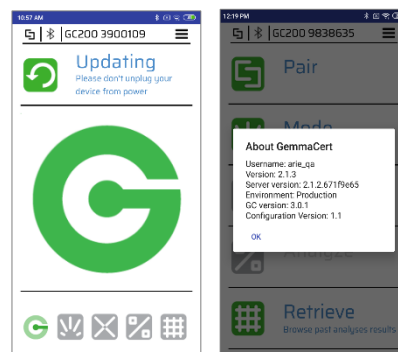 10:57 AM
GC200 3900109
Updating
Please don't unplug your
device from power
12:19 PM
GC200 9838635
Pair
Mode
About GemmaCert
Username: arie_qa
Version: 2.1.3
Server version: 2.1.2.671f9e65
Environment: Production
GC version: 3.0.1
Configuration Version: 1.1
OK
Analyze
Retrieve
Browse past analyses results